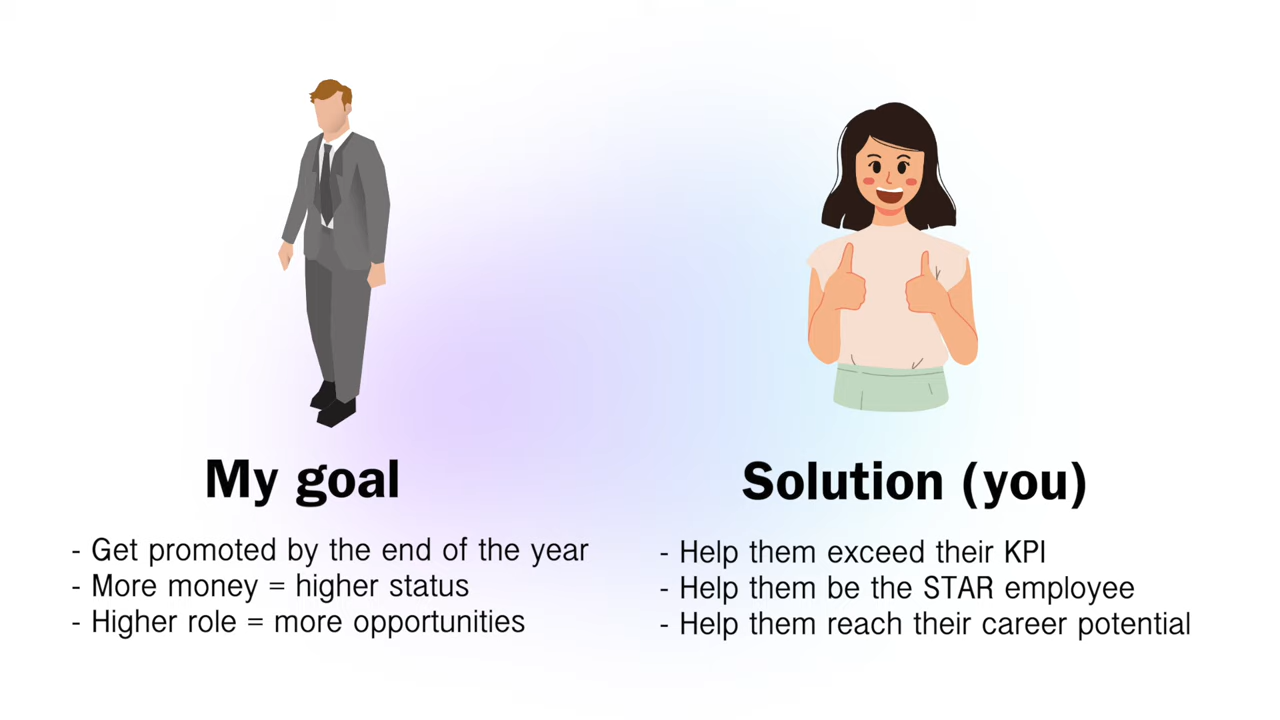 My goal
- Get promoted by the end of the year
- More money = higher status
- Higher role = more opportunities
Solution (you)
- Help them exceed their KPI
- Help them be the STAR employee
- Help them reach their career potential